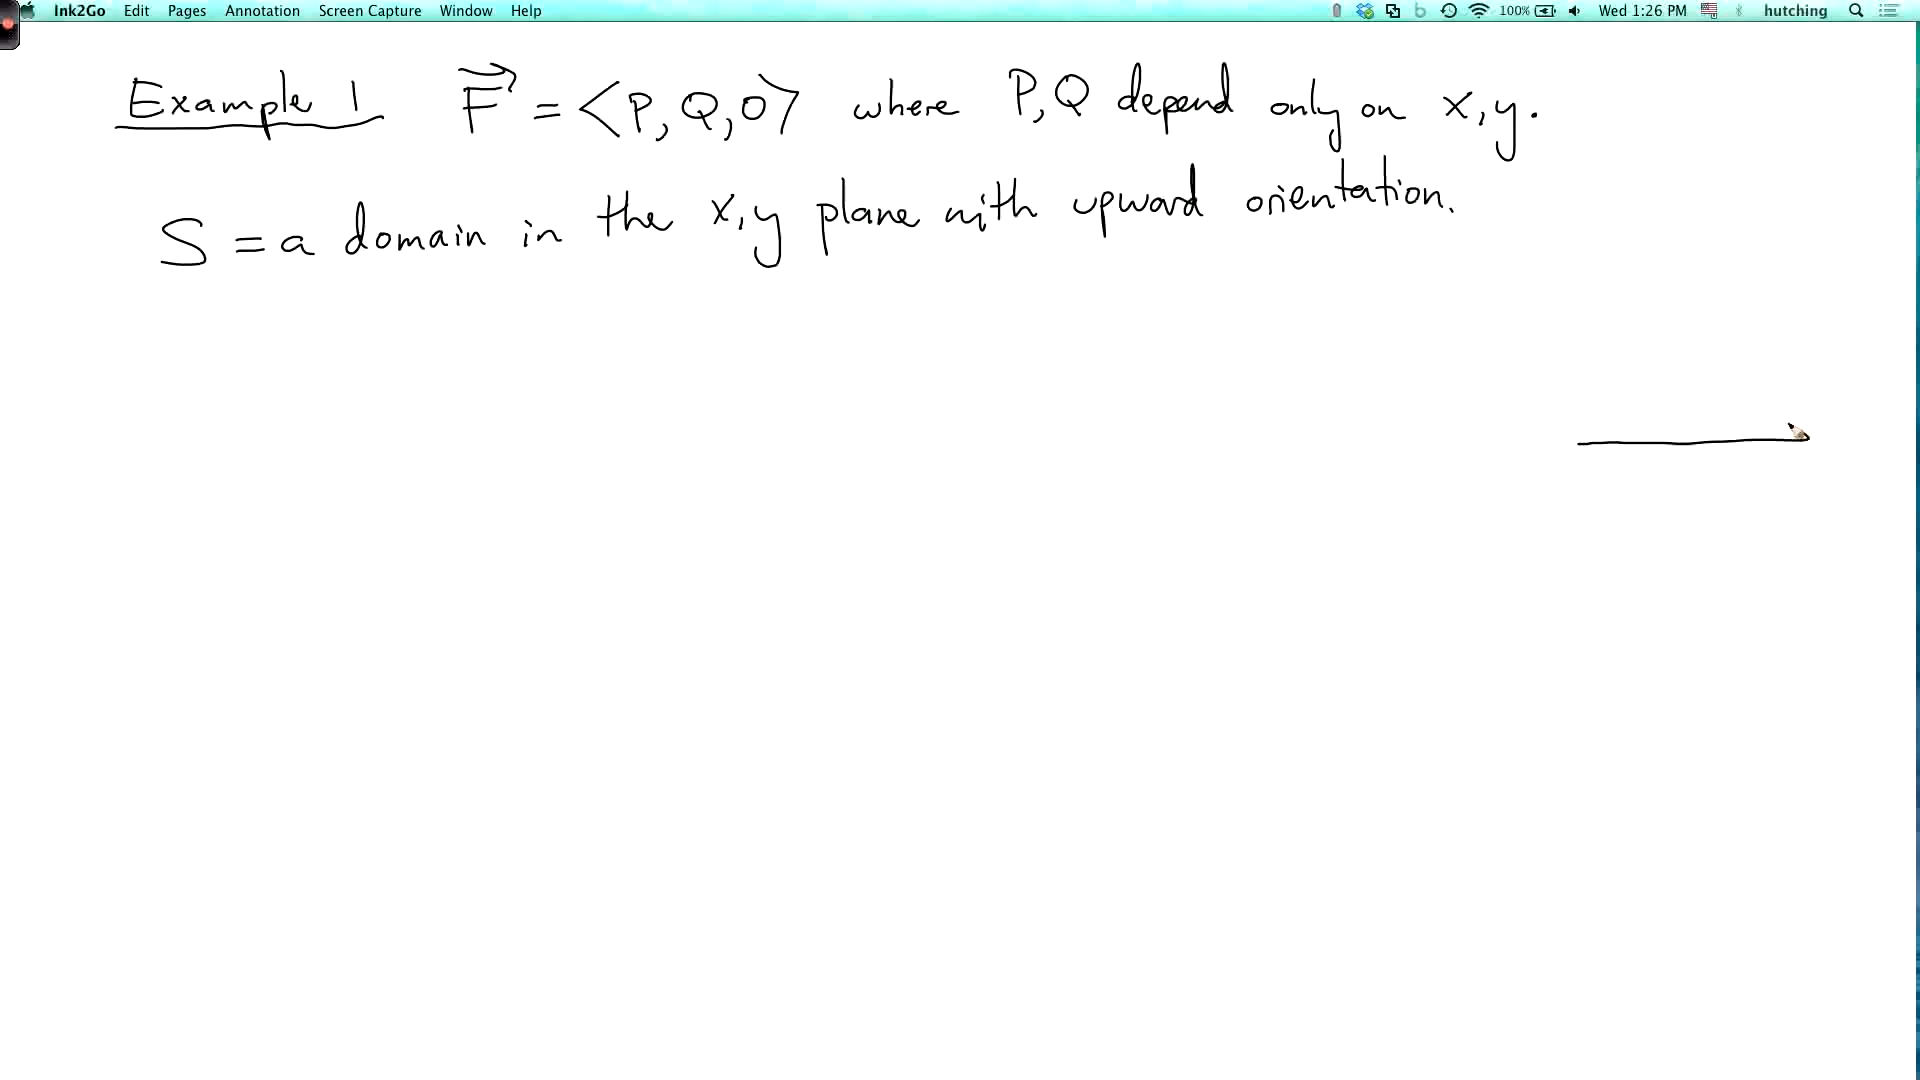 Ink2Go Edit Pages Annotation Screen Capture Window Help 100% Wed 1:26 PM hutching
Example 1 F⃗ = <P, Q, 0> where P, Q depend only on x, y.
S = a domain in the x, y plane with upward orientation.